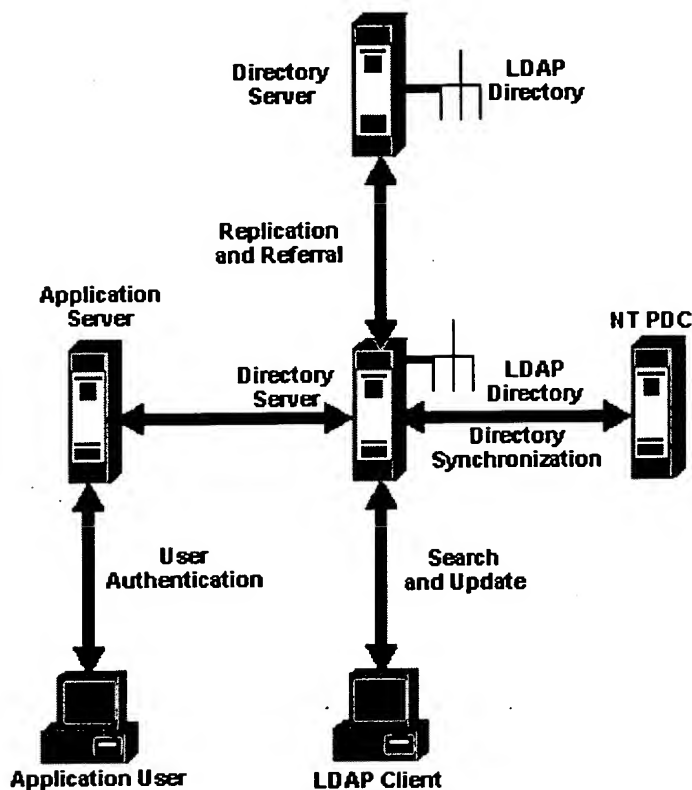 Directory
Server
LDAP
Directory
Replication
and Referral
Application
Server
NT PDC
Directory
Server
LDAP
Directory
Directory
Synchronization
User
Authentication
Search
and Update
Application User
LDAP Client